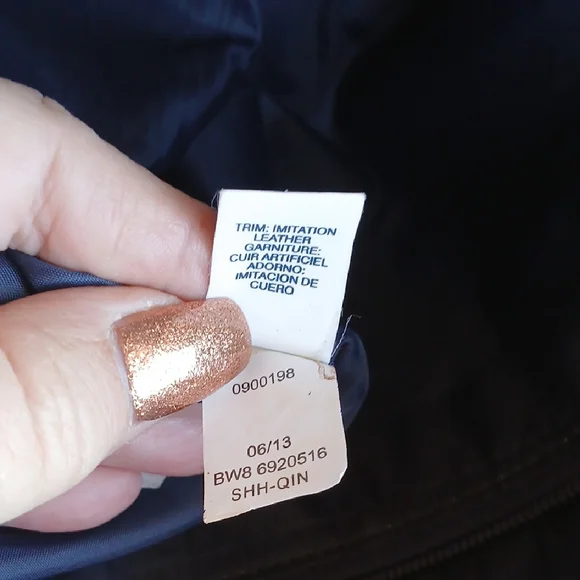 TRIM: IMITATION
LEATHER
GARNITURE:
CUIR ARTIFICIEL
ADORNO:
IMITACION DE
CUERO
0900198
06/13
BW8 6920516
SHH-QIN